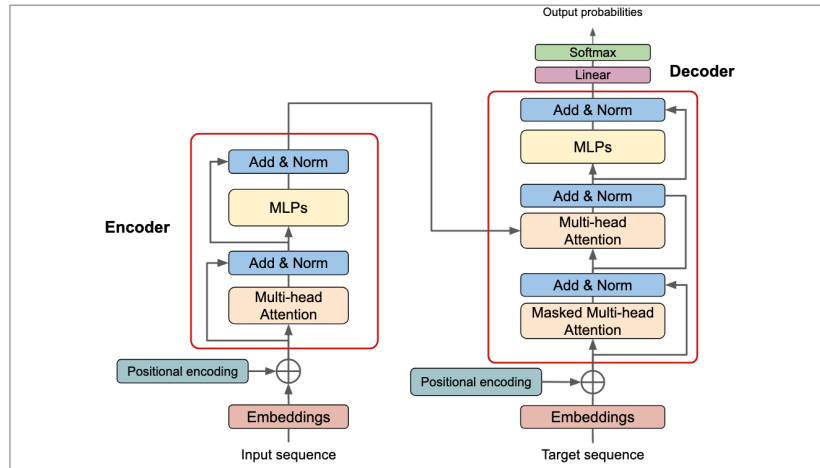 Output probabilities
Softmax
Linear
Decoder
Add & Norm
MLPs
Add & Norm
Multi-head
Attention
Add & Norm
Masked Multi-head
Attention
Positional encoding
Embeddings
Target sequence
Encoder
Add & Norm
MLPs
Add & Norm
Multi-head
Attention
Positional encoding
Embeddings
Input sequence